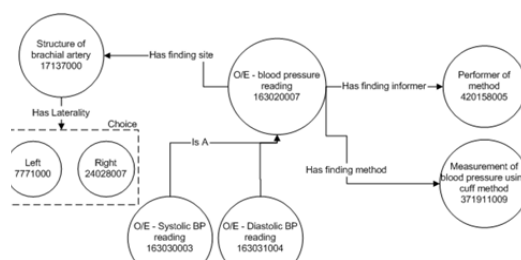 Structure of
brachial artery
17137000
Has finding site
O/E - blood pressure
reading
163020007
Has finding informer
Performer of
method
420158005
Has Laterality
Choice
Left
7771000
Right
24028007
Is A
Has finding method
Measurement of
blood pressure using
cuff method
371911009
O/E - Systolic BP
reading
163030003
O/E - Diastolic BP
reading
163031004